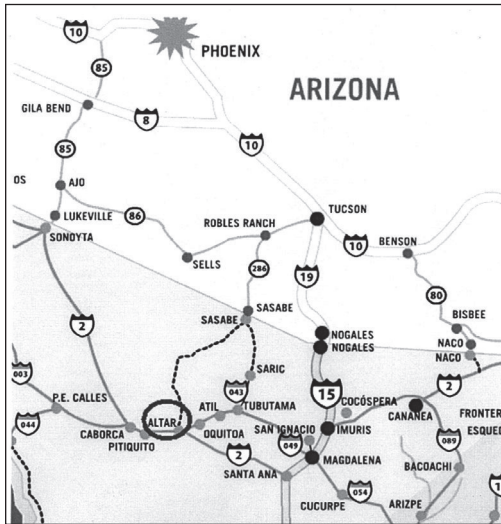 10
PHOENIX
85
ARIZONA
GILA BEND
8
10
85
OS
AJO
LUKEVILLE
86
ROBLES RANCH
TUCSON
SONOYTA
10
BENSON
SELLS
286
19
80
2
SASABE
SASABE
BISBEE
NOGALES
NACO
NOGALES
NACO
003
SARIC
15
2
P.E. CALLES
043
COCÓSPERA
ATIL
TUBUTAMA
CANANEA
FRONTER
044
ALTAR
SAN IGNACIO
IMURIS
ESQUE
CABORCA
OQUITOA
049
089
PITIQUITO
2
MAGDALENA
BACOACHI
SANTA ANA
054
1
CUCURPE
ARIZPE